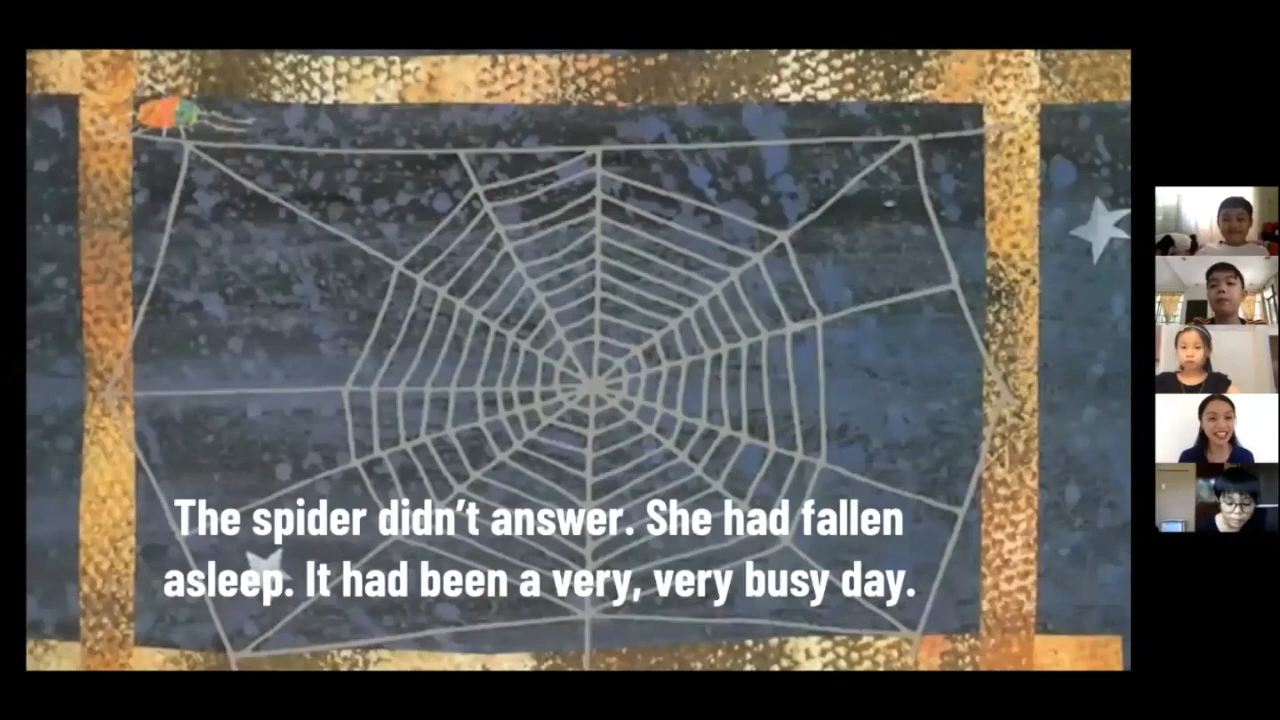 The spider didn't answer. She had fallen
asleep. It had been a very, very busy day.